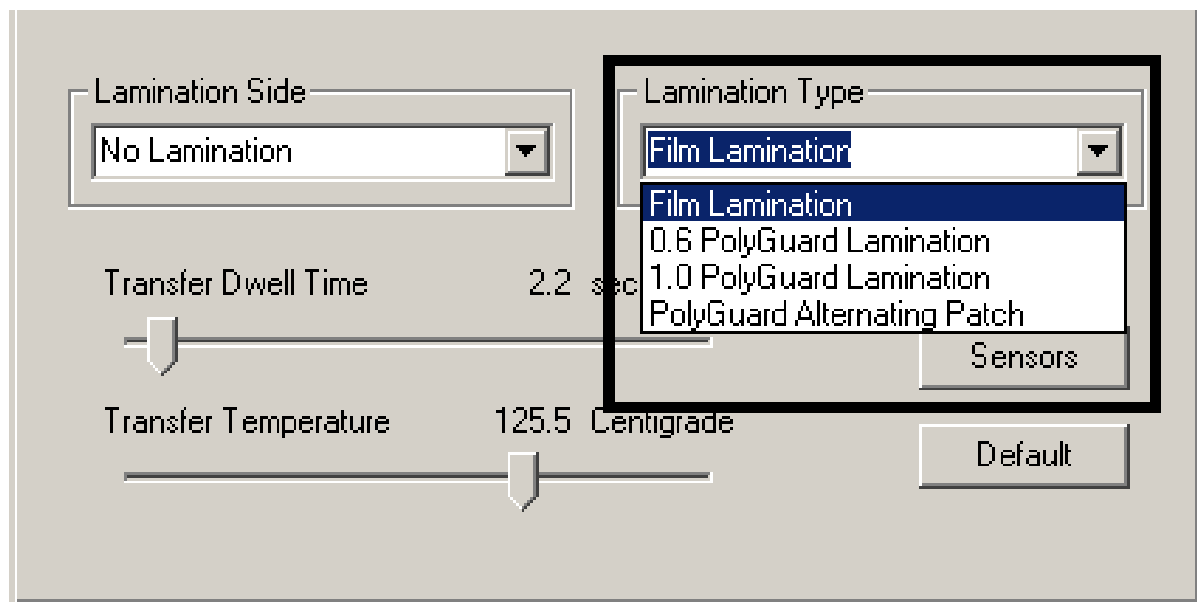 Lamination Side
No Lamination
Lamination Type
Film Lamination
Film Lamination
0.6 PolyGuard Lamination
1.0 PolyGuard Lamination
PolyGuard Alternating Patch
Transfer Dwell Time 2.2 sec
Sensors
Transfer Temperature 125.5 Centigrade
Default